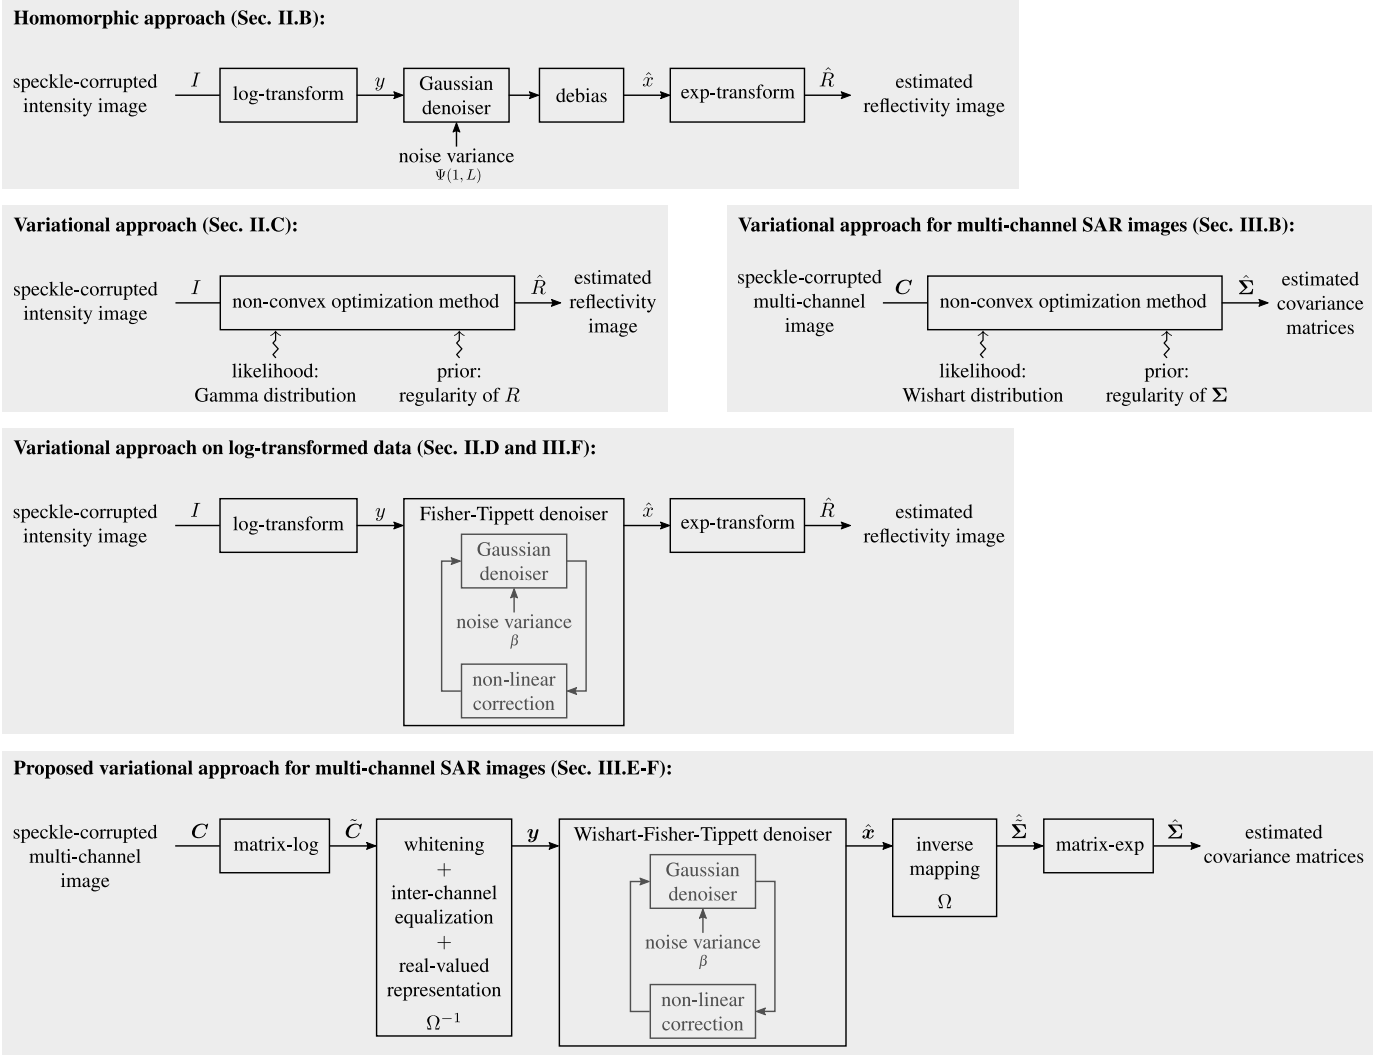 Homomorphic approach (Sec. II.B):
speckle-corrupted
intensity image
I
log-transform
y
Gaussian
denoiser
noise variance
Ψ(1, L)
debias
x̂
exp-transform
R̂
estimated
reflectivity image
Variational approach (Sec. II.C):
speckle-corrupted
intensity image
I
non-convex optimization method
R̂
estimated
reflectivity
image
likelihood:
Gamma distribution
prior:
regularity of R
Variational approach for multi-channel SAR images (Sec. III.B):
speckle-corrupted
multi-channel
image
C
non-convex optimization method
Σ̂
estimated
covariance
matrices
likelihood:
Wishart distribution
prior:
regularity of Σ
Variational approach on log-transformed data (Sec. II.D and III.F):
speckle-corrupted
intensity image
I
log-transform
y
Fisher-Tippett denoiser
Gaussian
denoiser
noise variance
β
non-linear
correction
x̂
exp-transform
R̂
estimated
reflectivity image
Proposed variational approach for multi-channel SAR images (Sec. III.E-F):
speckle-corrupted
multi-channel
image
C
matrix-log
C̃
whitening
+
inter-channel
equalization
+
real-valued
representation
Ω⁻¹
y
Wishart-Fisher-Tippett denoiser
Gaussian
denoiser
noise variance
β
non-linear
correction
x̂
inverse
mapping
Ω
Σ̃̂
matrix-exp
Σ̂
estimated
covariance matrices